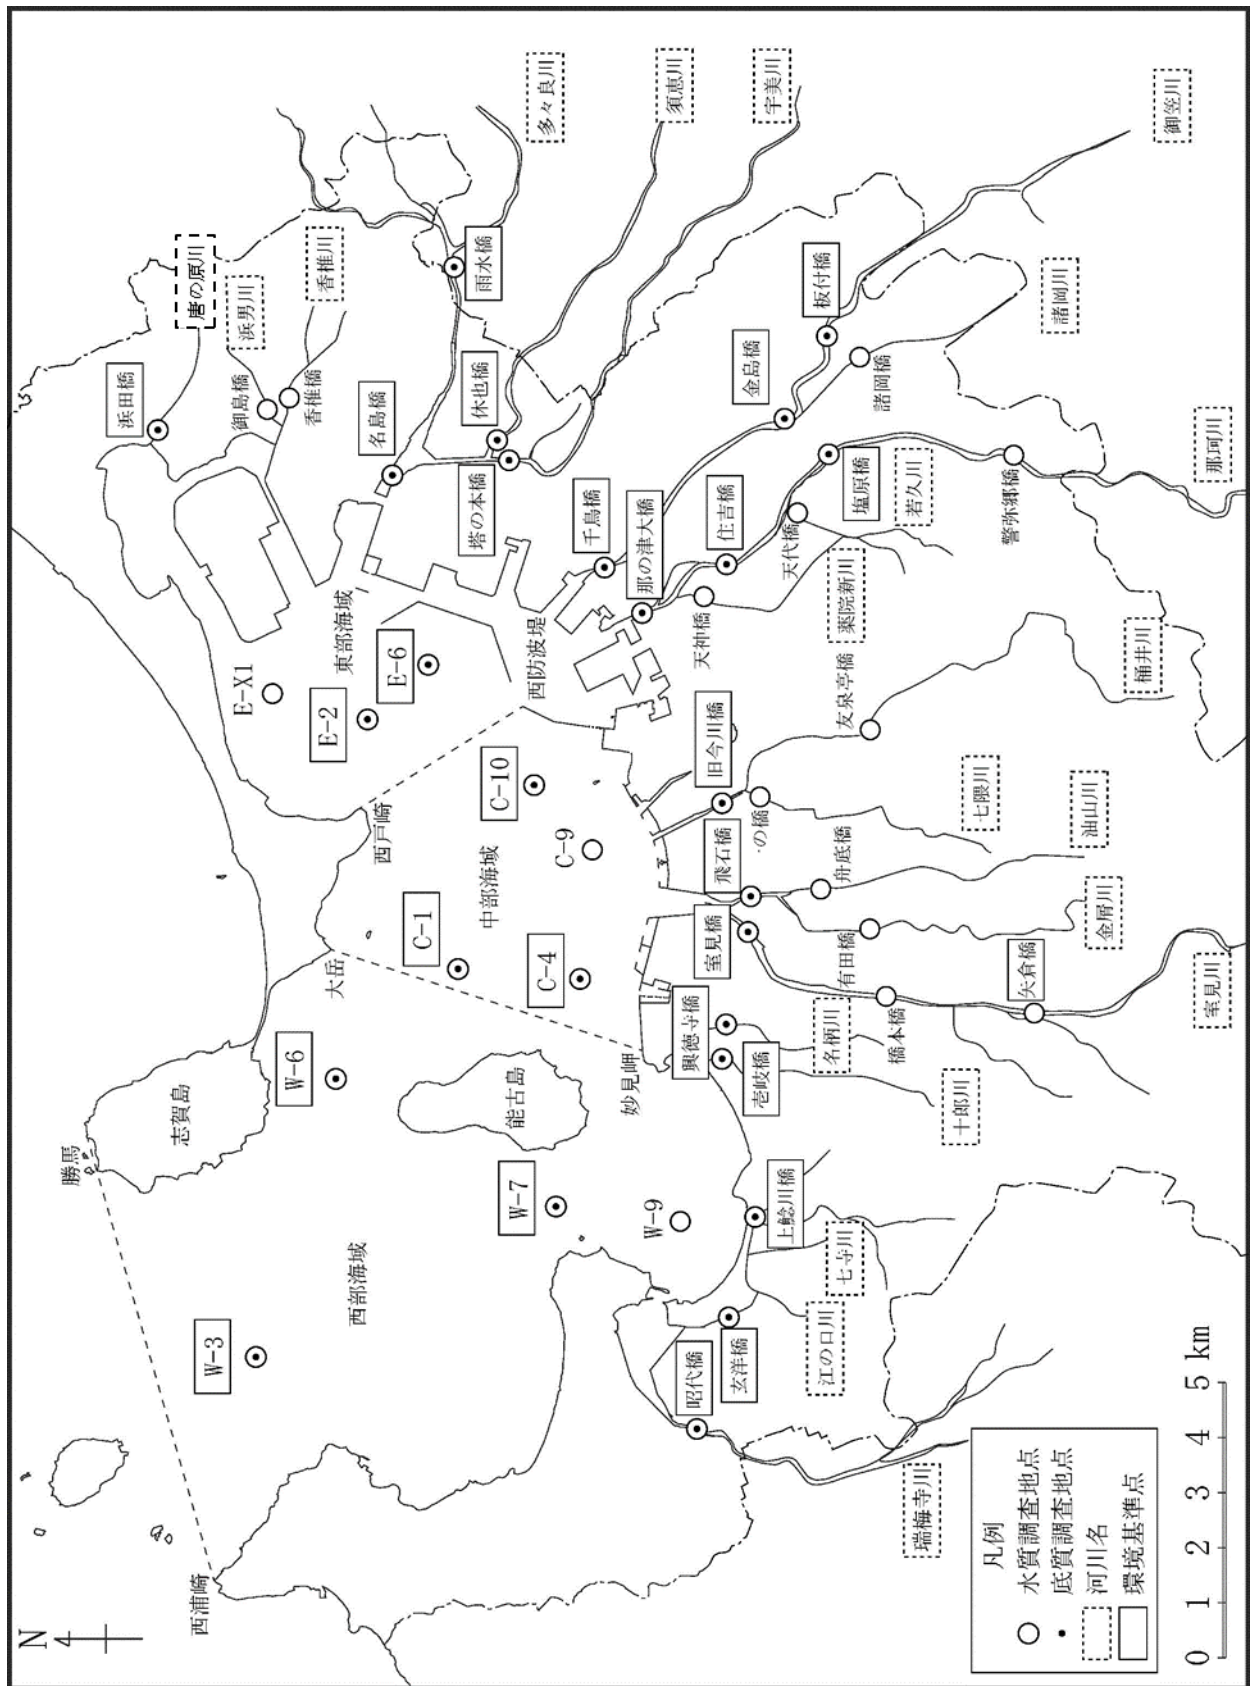 N
西浦崎
勝馬
志賀島
W-3
西部海域
W-6
W-7
W-9
能古島
大岳
妙見岬
C-1
C-4
中部海域
C-9
C-10
西戸崎
E-X1
E-2
E-6
東部海域
西防波堤
唐の原川
浜田橋
浜男川
御島橋
香椎川
香椎橋
名島橋
雨水橋
多々良川
休也橋
塔の本橋
須恵川
宇美川
千鳥橋
那の津大橋
金島橋
板付橋
御笠川
諸岡橋
諸岡川
住吉橋
塩原橋
若久川
天代橋
薬院新川
天神橋
警弥郷橋
那珂川
友泉亭橋
桶井川
旧今川橋
の橋
七隈川
飛石橋
舟底橋
油山川
金屑川
有田橋
室見橋
橋本橋
矢倉橋
室見川
興徳寺橋
名柄川
壱岐橋
十郎川
上鯰川橋
七寺川
玄洋橋
江の口川
昭代橋
瑞梅寺川
凡例
水質調査地点
底質調査地点
河川名
環境基準点
0 1 2 3 4 5 km